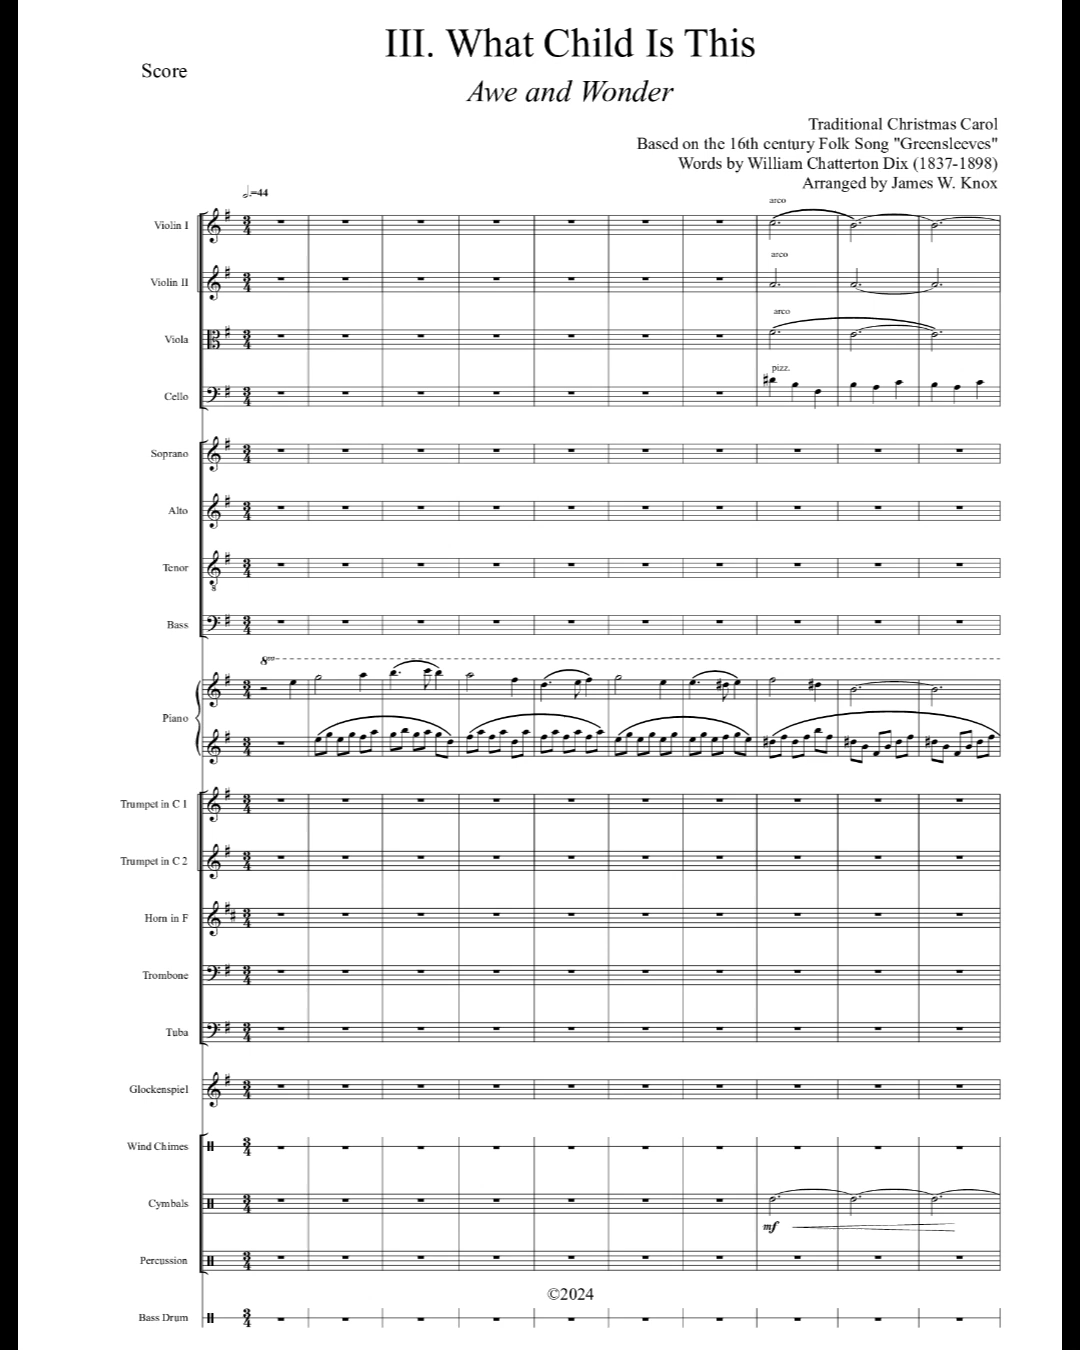 III. What Child Is This
Score
Awe and Wonder
Traditional Christmas Carol
Based on the 16th century Folk Song "Greensleeves"
Words by William Chatterton Dix (1837-1898)
Arranged by James W. Knox
=44
arco
Violin I
arco
Violin II
arco
Viola
pizz.
Cello
Soprano
Alto
Tenor
8
Bass
8va
Piano
Trumpet in C 1
Trumpet in C 2
Horn in F
Trombone
Tuba
Glockenspiel
Wind Chimes
Cymbals
mf
Percussion
©2024
Bass Drum